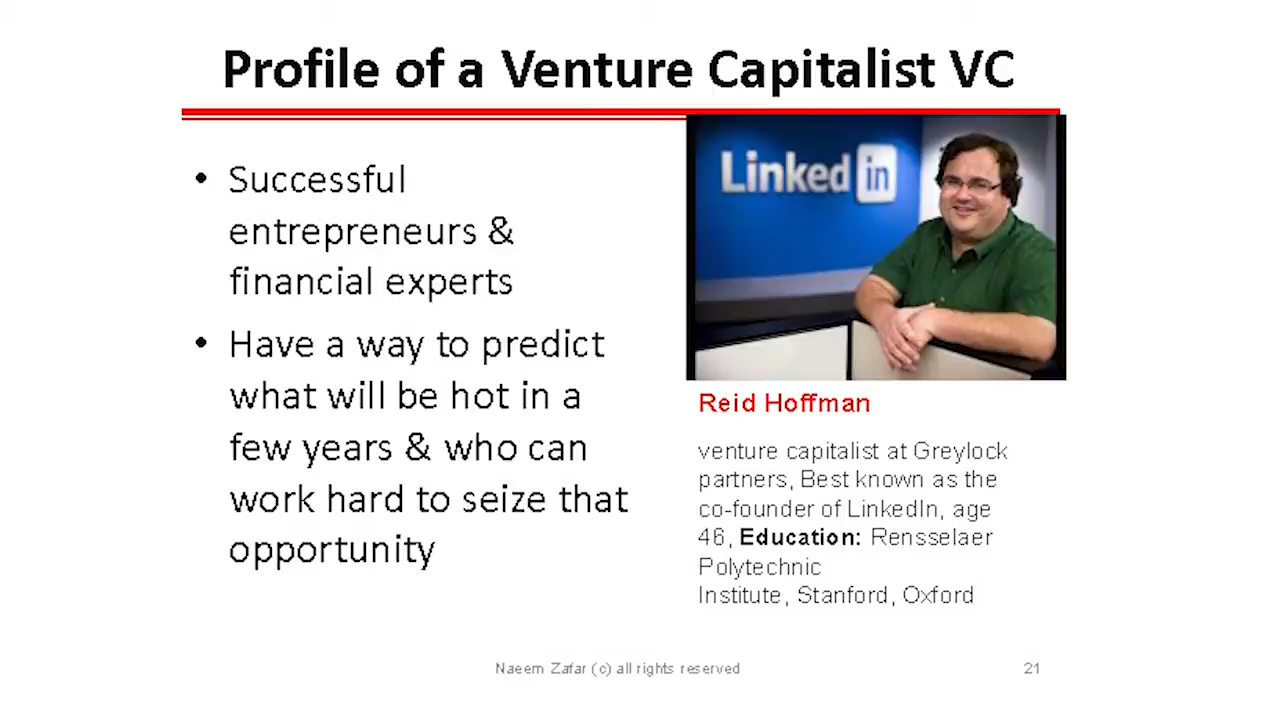 Profile of a Venture Capitalist VC
• Successful
entrepreneurs &
financial experts
• Have a way to predict
what will be hot in a
few years & who can
work hard to seize that
opportunity
Linked in
Reid Hoffman
venture capitalist at Greylock
partners, Best known as the
co-founder of LinkedIn, age
46, Education: Rensselaer
Polytechnic
Institute, Stanford, Oxford
Naeem Zafar (c) all rights reserved
21